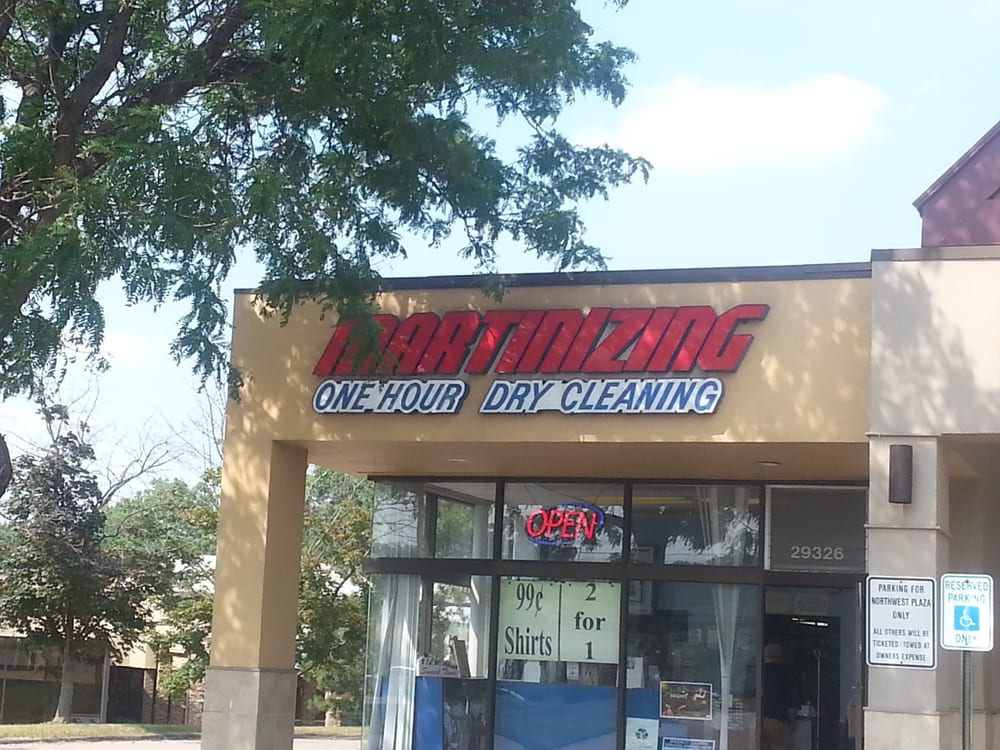 MARTINIZING
ONE HOUR DRY CLEANING
OPEN
29326
99¢
Shirts
2
for
1
PARKING FOR
NORTHWEST PLAZA
ONLY
ALL OTHERS WILL BE
TICKETED / TOWED AT
OWNERS EXPENSE
RESERVED
PARKING
ONLY